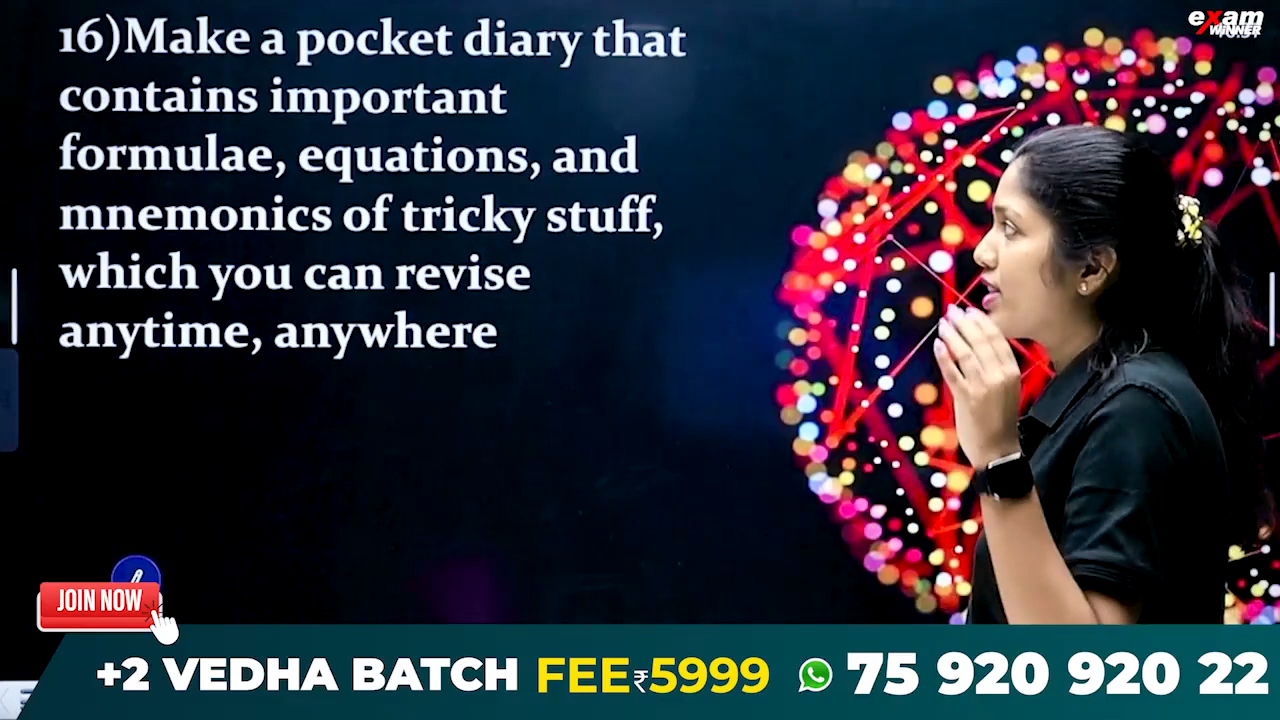 exam
WINNER
16)Make a pocket diary that
contains important
formulae, equations, and
mnemonics of tricky stuff,
which you can revise
anytime, anywhere
JOIN NOW
+2 VEDHA BATCH FEE ₹5999 75 920 920 22